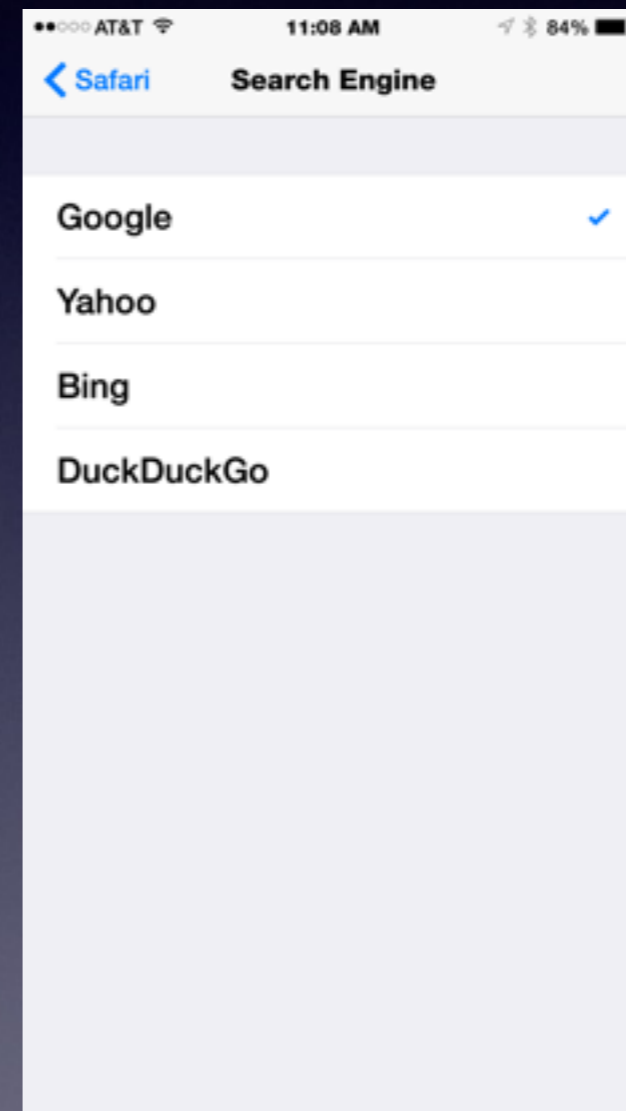 AT&T 11:08 AM 84%
Safari Search Engine
Google
Yahoo
Bing
DuckDuckGo